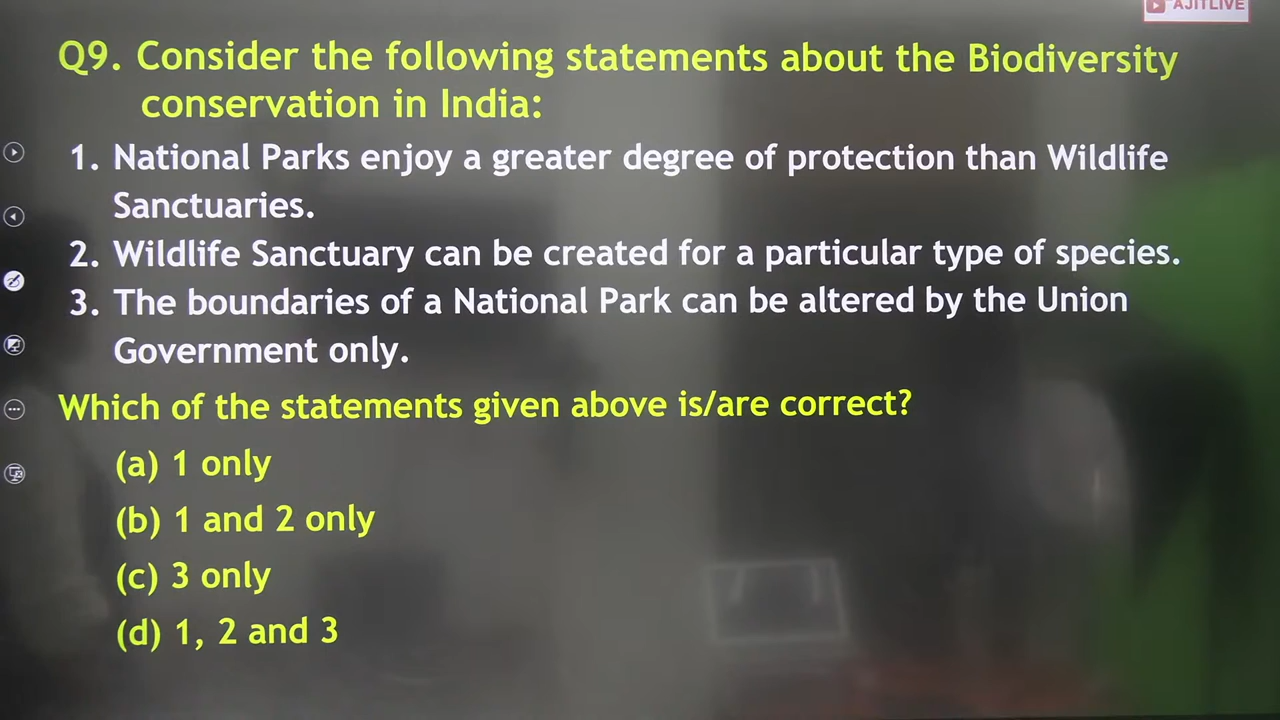 AJITLIVE
Q9. Consider the following statements about the Biodiversity
conservation in India:
1. National Parks enjoy a greater degree of protection than Wildlife
Sanctuaries.
2. Wildlife Sanctuary can be created for a particular type of species.
3. The boundaries of a National Park can be altered by the Union
Government only.
Which of the statements given above is/are correct?
(a) 1 only
(b) 1 and 2 only
(c) 3 only
(d) 1, 2 and 3